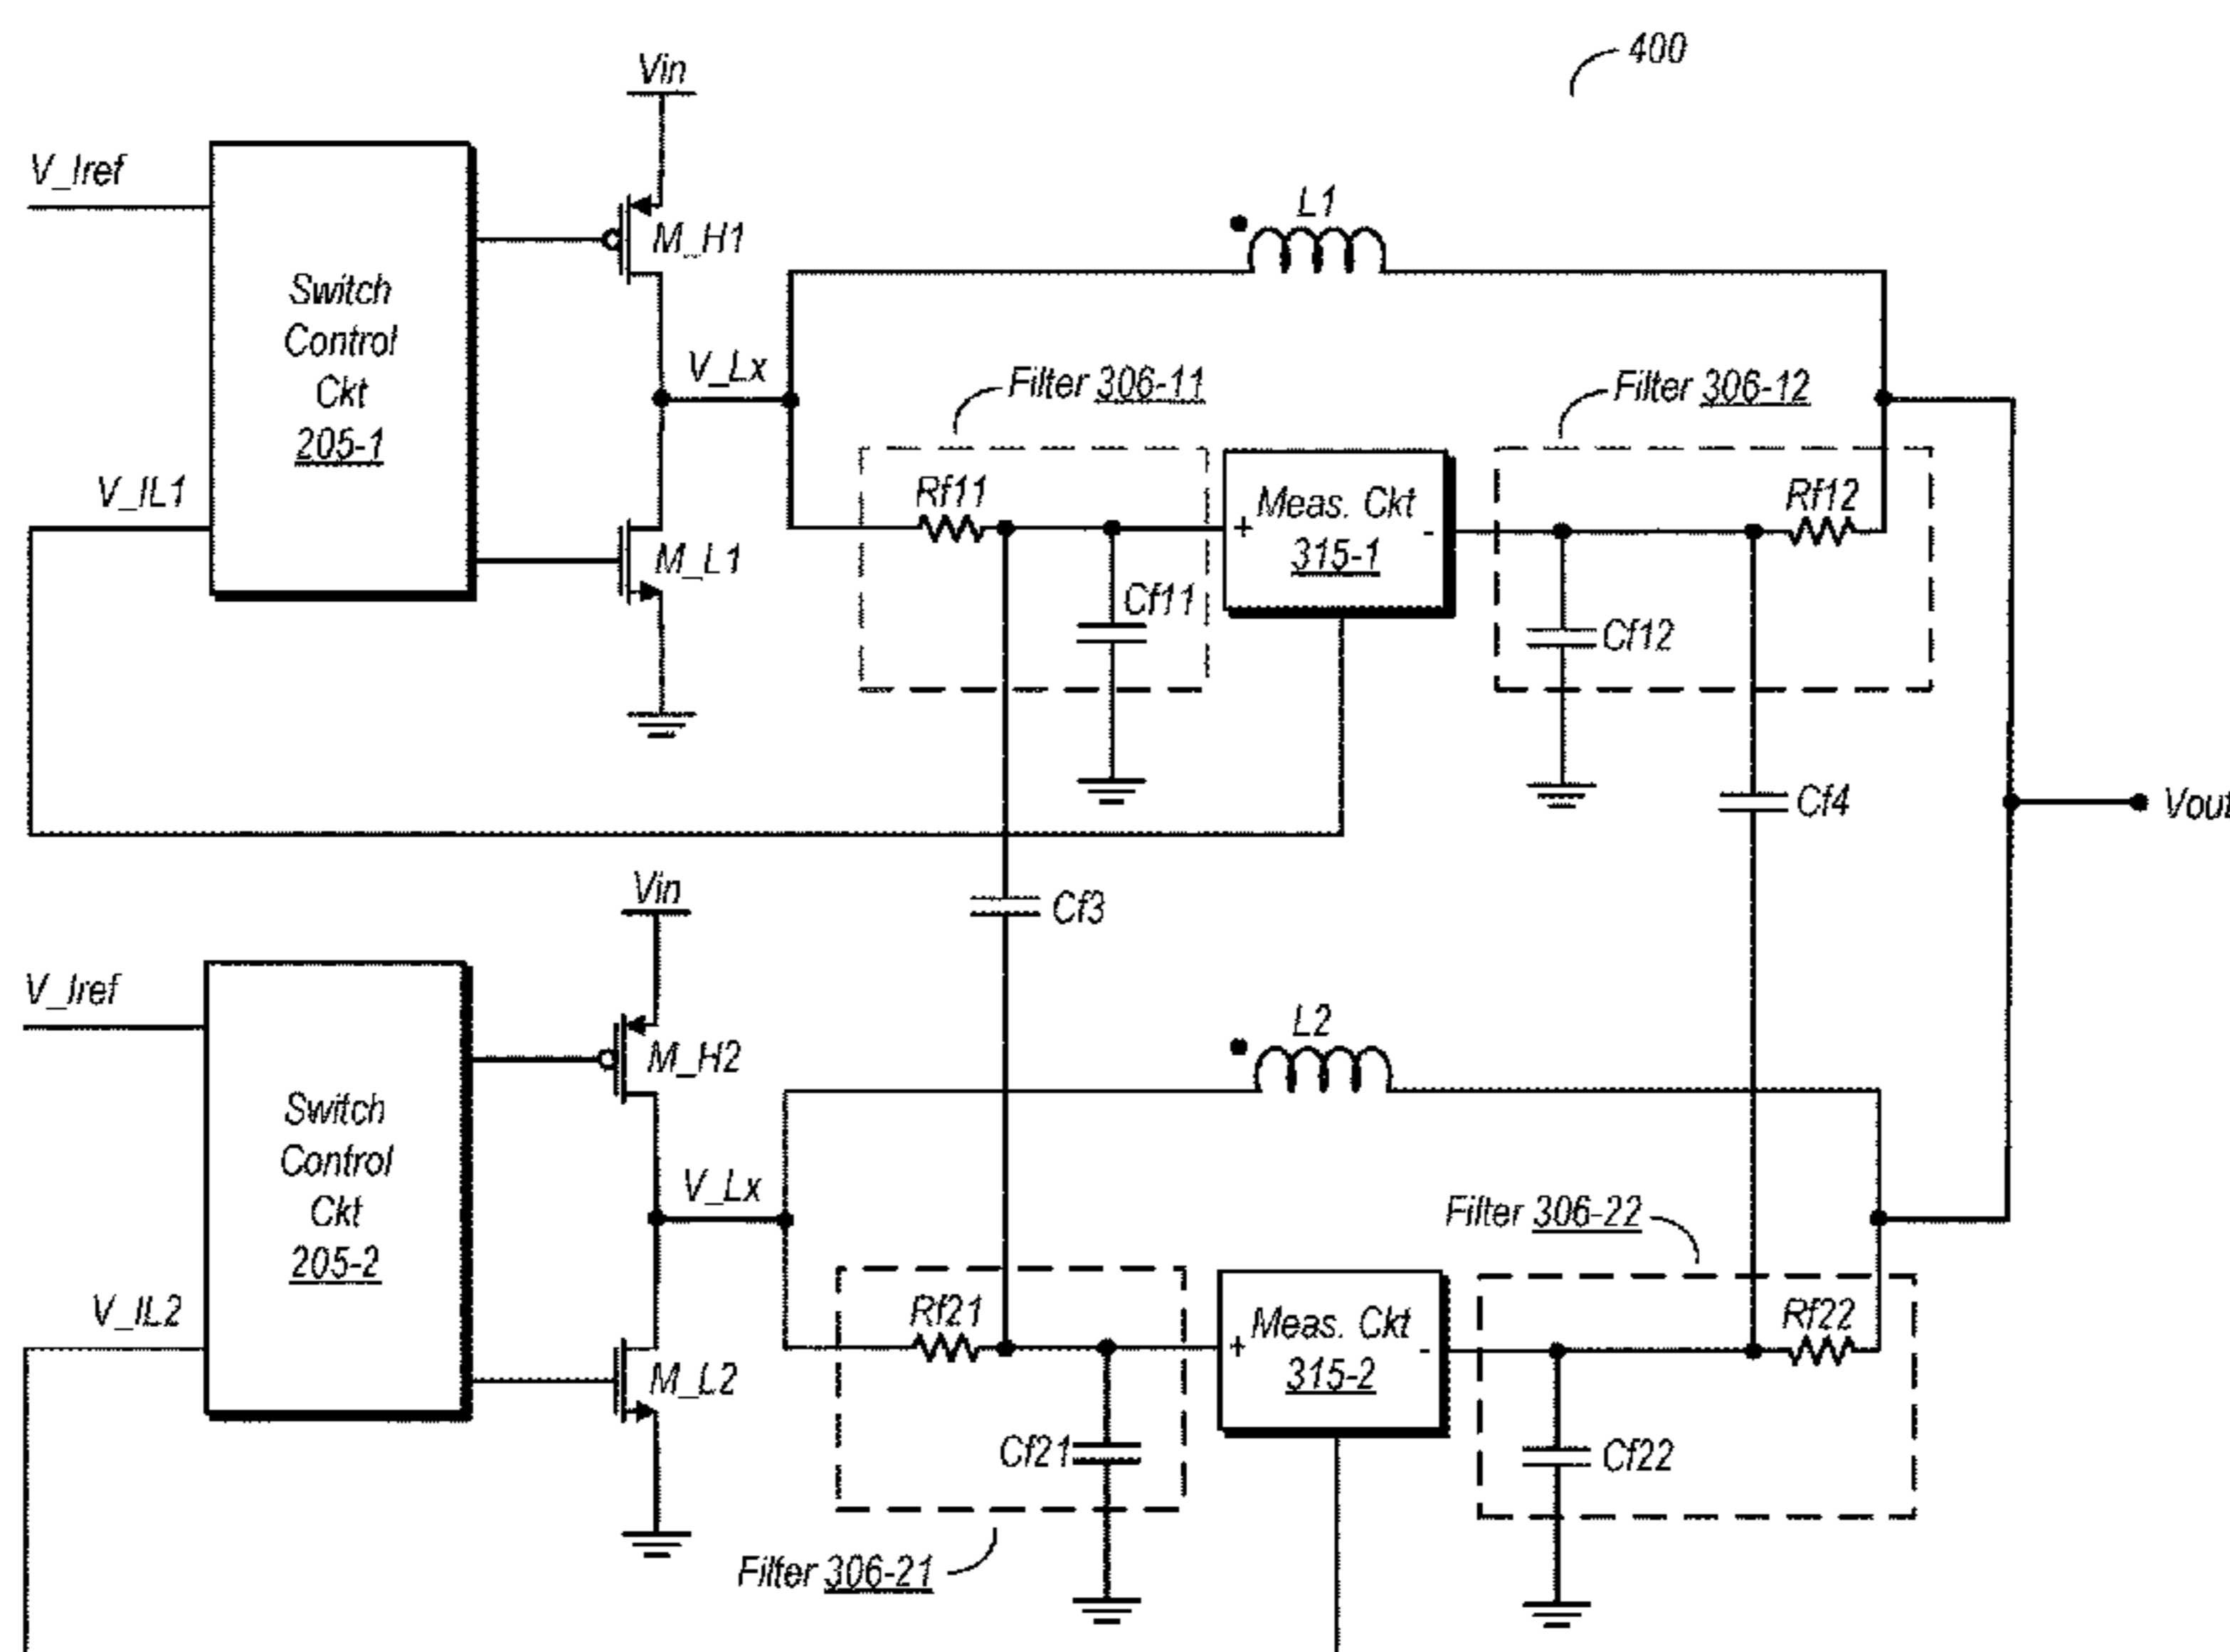 400
Vin
V_Iref
Switch
Control
Ckt
205-1
V_IL1
M_H1
M_L1
V_Lx
L1
Filter 306-11
Filter 306-12
Rf11
Cf11
+
Meas. Ckt
315-1
-
Rf12
Cf12
Cf3
Cf4
Vout
Vin
V_Iref
Switch
Control
Ckt
205-2
V_IL2
M_H2
M_L2
V_Lx
L2
Filter 306-22
Rf21
Cf21
+
Meas. Ckt
315-2
-
Rf22
Cf22
Filter 306-21